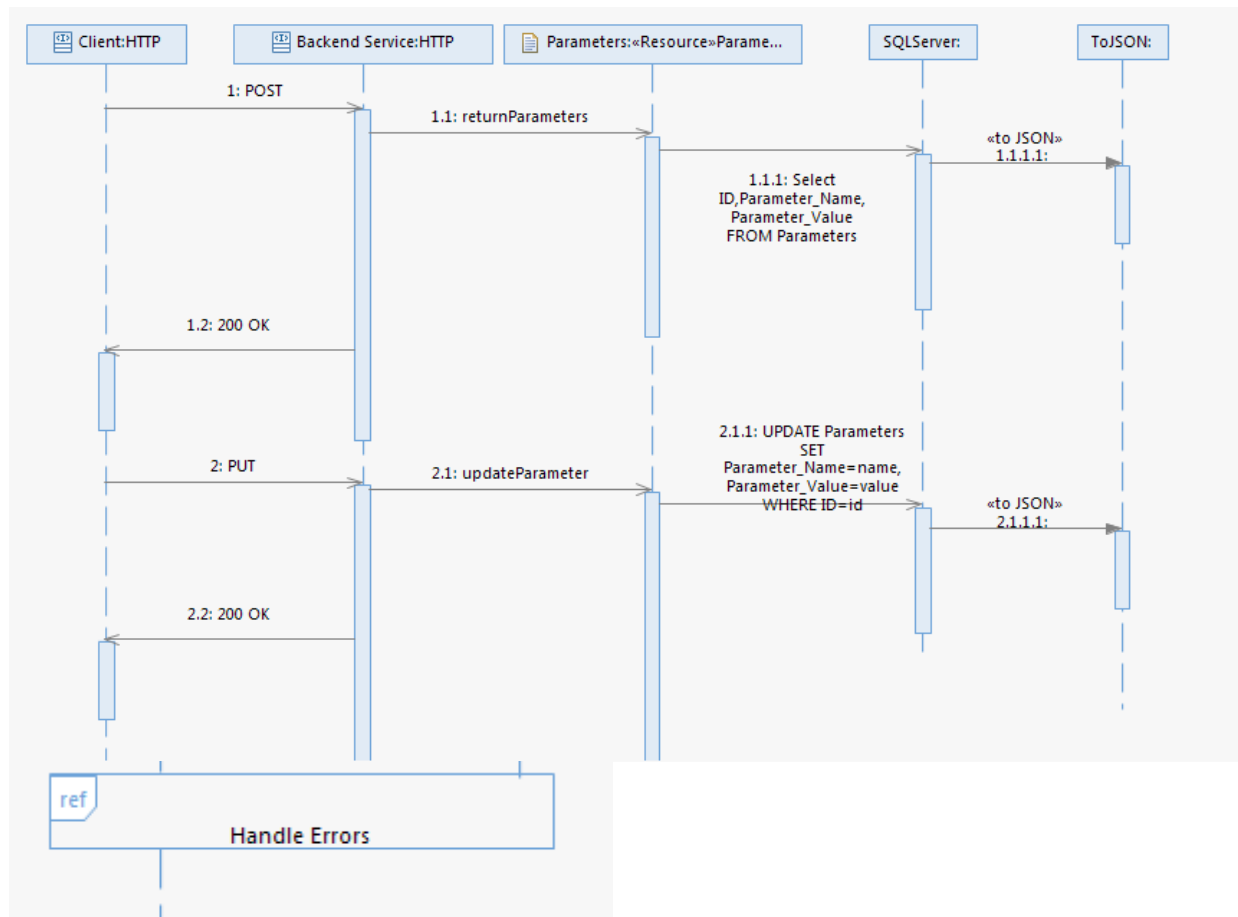 Client:HTTP
Backend Service:HTTP
Parameters:«Resource»Parame...
SQLServer:
ToJSON:
1: POST
1.1: returnParameters
«to JSON»
1.1.1.1:
1.1.1: Select
ID,Parameter_Name,
Parameter_Value
FROM Parameters
1.2: 200 OK
2.1.1: UPDATE Parameters
SET
Parameter_Name=name,
Parameter_Value=value
WHERE ID=id
2: PUT
2.1: updateParameter
«to JSON»
2.1.1.1:
2.2: 200 OK
ref
Handle Errors